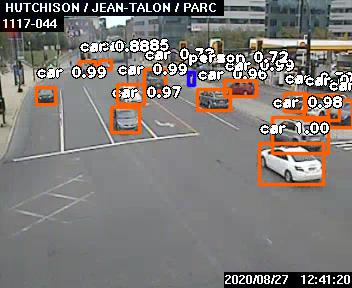 HUTCHISON / JEAN-TALON / PARC
1117-044
car 0.8885
person 0.72
car 0.99
car 0.99
car 0.96
car 0.97
car 0.98
car 1.00
2020/08/27 12:41:20